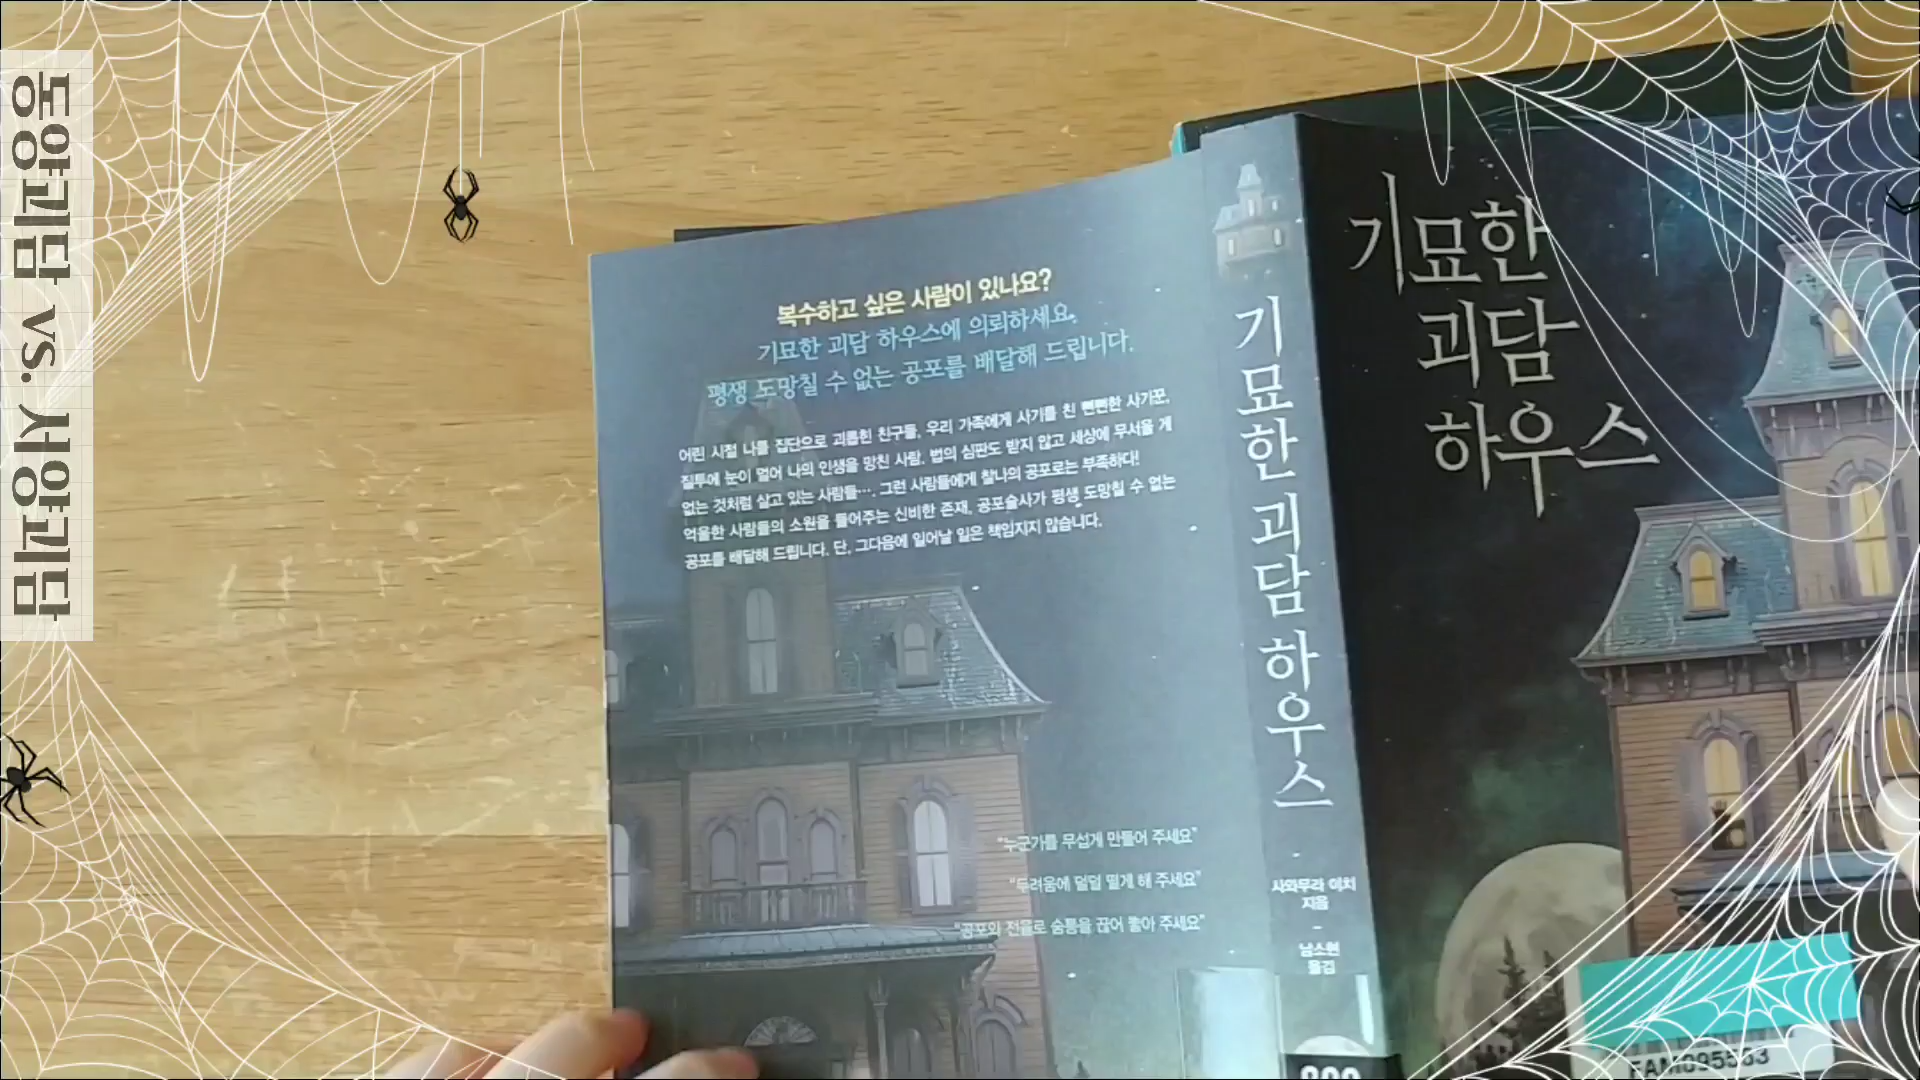 동양괴담 vs. 서양괴담
복수하고 싶은 사람이 있나요?
기묘한 괴담 하우스에 의뢰하세요.
평생 도망칠 수 없는 공포를 배달해 드립니다.
어린 시절 나를 집단으로 괴롭힌 친구들, 우리 가족에게 사기를 친 뻔뻔한 사기꾼,
질투에 눈이 멀어 나의 인생을 망친 사람, 법의 심판도 받지 않고 세상에 무서울 게
없는 것처럼 살고 있는 사람들…. 그런 사람들에게 찰나의 공포로는 부족하다!
억울한 사람들의 소원을 들어주는 신비한 존재, 공포술사가 평생 도망칠 수 없는
공포를 배달해 드립니다. 단, 그다음에 일어날 일은 책임지지 않습니다.
"누군가를 무섭게 만들어 주세요"
"두려움에 덜덜 떨게 해 주세요"
"공포의 전율로 숨통을 끊어 놓아 주세요"
기묘한 괴담 하우스
사와무라 이치
지음
남소현
옮김
기묘한
괴담
하우스